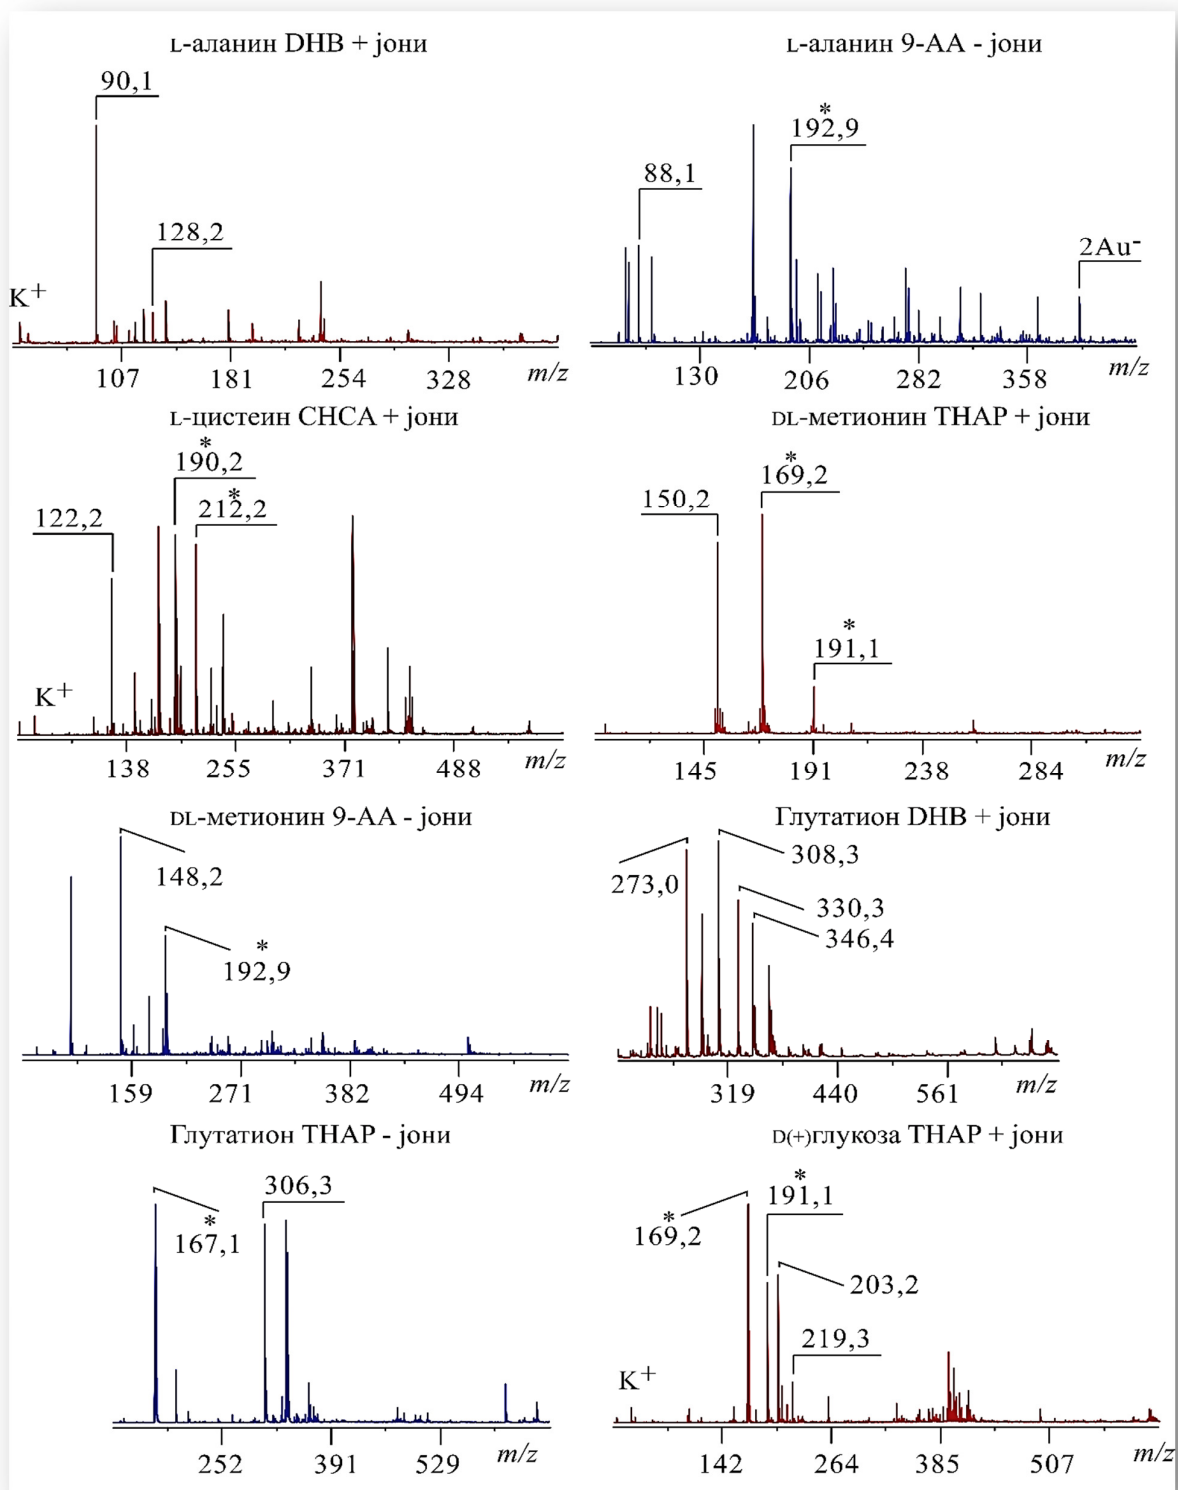 L-аланин DHB + јони
90,1
128,2
K+
107 181 254 328 m/z
L-аланин 9-AA - јони
*
192,9
88,1
2Au-
130 206 282 358 m/z
L-цистеин CHCA + јони
*
190,2
*
212,2
122,2
K+
138 255 371 488 m/z
DL-метионин THAP + јони
*
169,2
150,2
*
191,1
145 191 238 284 m/z
DL-метионин 9-AA - јони
148,2
*
192,9
159 271 382 494 m/z
Глутатион DHB + јони
308,3
273,0
330,3
346,4
319 440 561 m/z
Глутатион THAP - јони
306,3
*
167,1
252 391 529 m/z
D(+)глукоза THAP + јони
*
191,1
*
169,2
203,2
219,3
K+
142 264 385 507 m/z